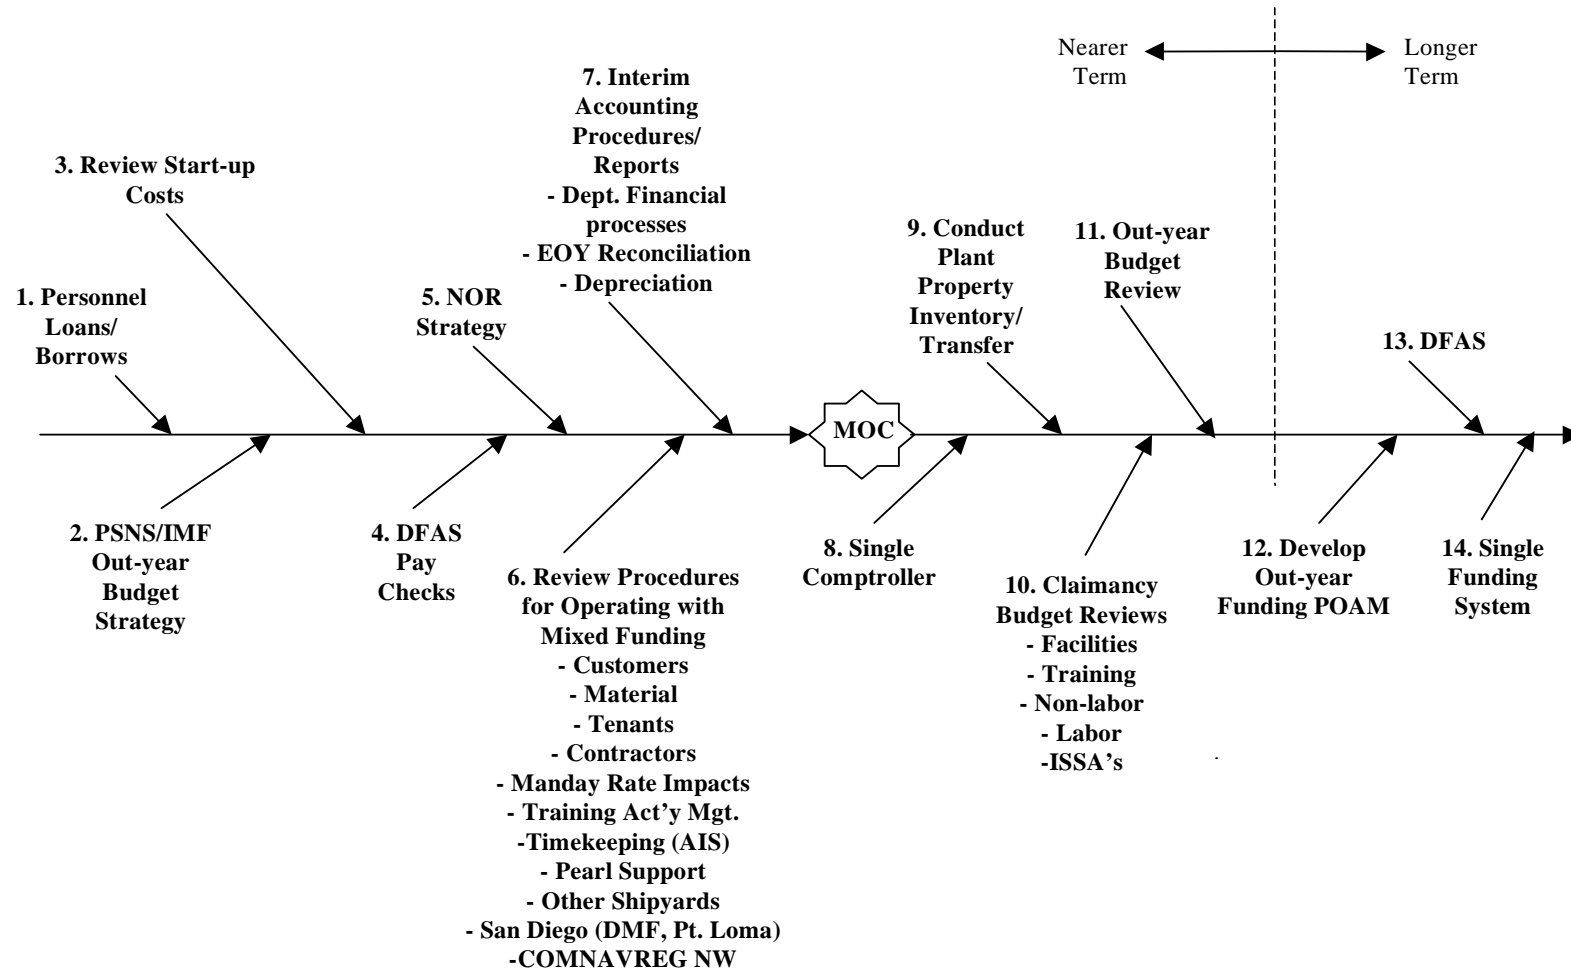 Nearer
Term
Longer
Term
7. Interim
Accounting
Procedures/
Reports
- Dept. Financial
processes
- EOY Reconciliation
- Depreciation
3. Review Start-up
Costs
1. Personnel
Loans/
Borrows
5. NOR
Strategy
9. Conduct
Plant
Property
Inventory/
Transfer
11. Out-year
Budget
Review
13. DFAS
MOC
2. PSNS/IMF
Out-year
Budget
Strategy
4. DFAS
Pay
Checks
6. Review Procedures
for Operating with
Mixed Funding
- Customers
- Material
- Tenants
- Contractors
- Manday Rate Impacts
- Training Act’y Mgt.
-Timekeeping (AIS)
- Pearl Support
- Other Shipyards
- San Diego (DMF, Pt. Loma)
-COMNAVREG NW
8. Single
Comptroller
10. Claimancy
Budget Reviews
- Facilities
- Training
- Non-labor
- Labor
-ISSA’s
12. Develop
Out-year
Funding POAM
14. Single
Funding
System